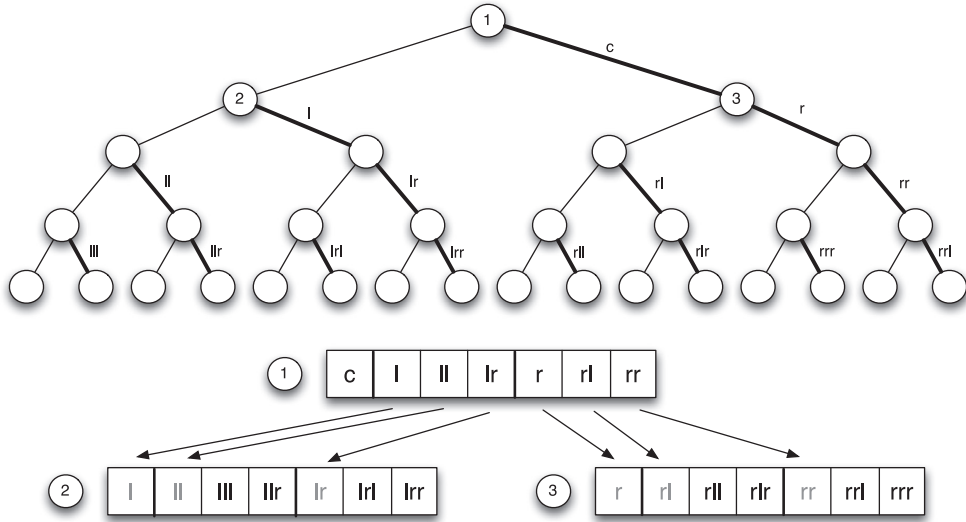 1
c
2 3
l r
ll lr rl rr
lll llr lrl lrr rll rlr rrr rrl
1 c l ll lr r rl rr
2 l ll lll llr lr lrl lrr
3 r rl rll rlr rr rrl rrr